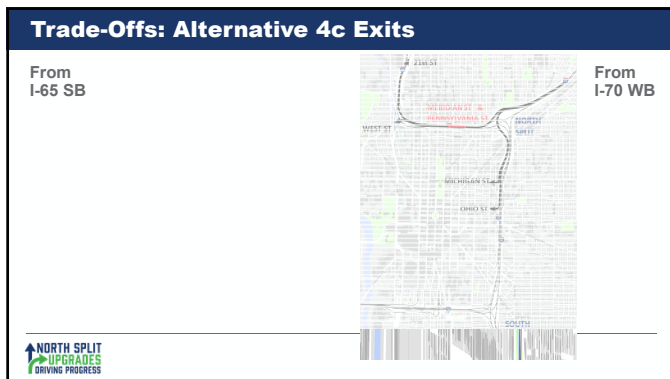 Trade-Offs: Alternative 4c Exits
From
I-65 SB
From
I-70 WB
21ST ST
MERIDIAN ST &
PENNSYLVANIA ST
WEST ST
NORTH
SPLIT
MICHIGAN ST
OHIO ST
SOUTH
NORTH SPLIT
UPGRADES
DRIVING PROGRESS